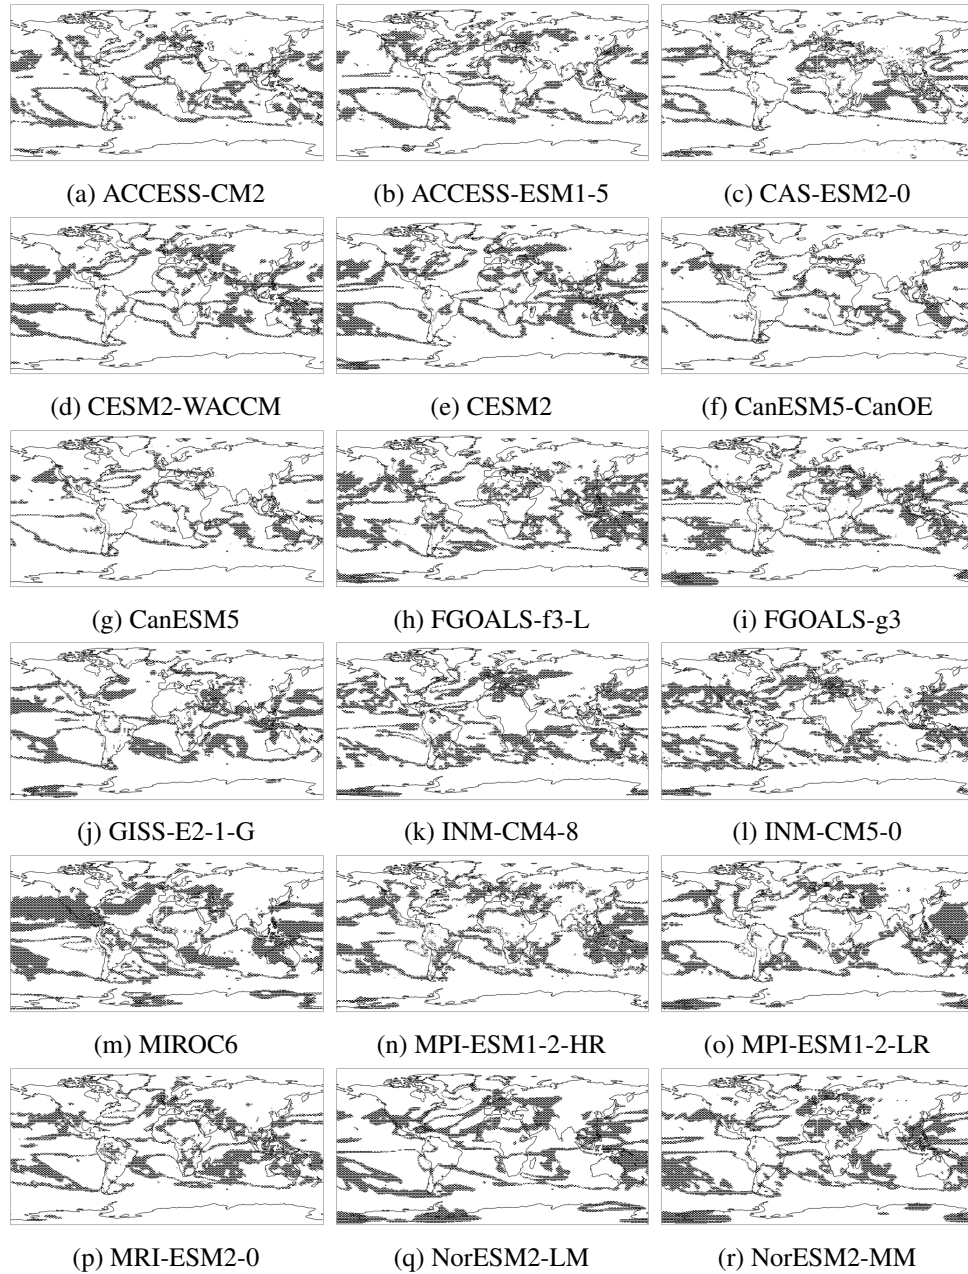 (a) ACCESS-CM2 (b) ACCESS-ESM1-5 (c) CAS-ESM2-0
(d) CESM2-WACCM (e) CESM2 (f) CanESM5-CanOE
(g) CanESM5 (h) FGOALS-f3-L (i) FGOALS-g3
(j) GISS-E2-1-G (k) INM-CM4-8 (l) INM-CM5-0
(m) MIROC6 (n) MPI-ESM1-2-HR (o) MPI-ESM1-2-LR
(p) MRI-ESM2-0 (q) NorESM2-LM (r) NorESM2-MM